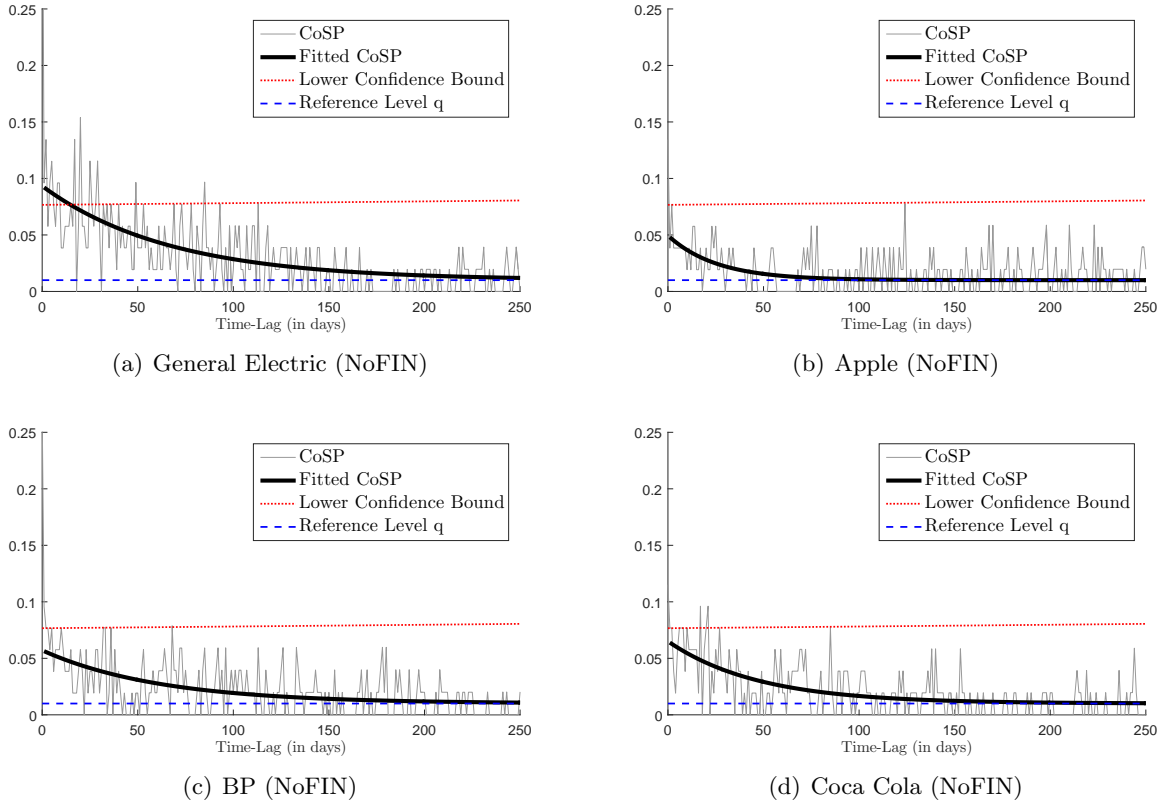 0.25
0.2
0.15
0.1
0.05
0
0 50 100 150 200 250
Time-Lag (in days)
CoSP
Fitted CoSP
Lower Confidence Bound
Reference Level q
(a) General Electric (NoFIN)
0.25
0.2
0.15
0.1
0.05
0
0 50 100 150 200 250
Time-Lag (in days)
CoSP
Fitted CoSP
Lower Confidence Bound
Reference Level q
(b) Apple (NoFIN)
0.25
0.2
0.15
0.1
0.05
0
0 50 100 150 200 250
Time-Lag (in days)
CoSP
Fitted CoSP
Lower Confidence Bound
Reference Level q
(c) BP (NoFIN)
0.25
0.2
0.15
0.1
0.05
0
0 50 100 150 200 250
Time-Lag (in days)
CoSP
Fitted CoSP
Lower Confidence Bound
Reference Level q
(d) Coca Cola (NoFIN)